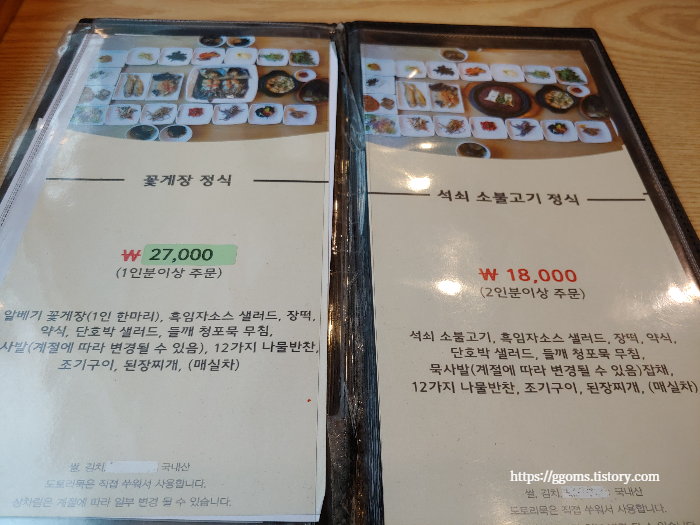 꽃게장 정식
₩ 27,000
(1인분이상 주문)
알베기 꽃게장(1인 한마리), 흑임자소스 샐러드, 장떡,
약식, 단호박 샐러드, 들깨 청포묵 무침,
사발(계절에 따라 변경될 수 있음), 12가지 나물반찬,
조기구이, 된장찌개, (매실차)
쌀, 김치, 국내산
도토리묵은 직접 쑤워서 사용합니다.
상차림은 계절에 따라 일부 변경 될 수 있습니다.
석쇠 소불고기 정식
₩ 18,000
(2인분이상 주문)
석쇠 소불고기, 흑임자소스 샐러드, 장떡, 약식,
단호박 샐러드, 들깨 청포묵 무침,
묵사발(계절에 따라 변경될 수 있음)잡채,
12가지 나물반찬, 조기구이, 된장찌개, (매실차)
쌀, 김치, 국내산
도토리묵은 직접 쑤워서 사용합니다.
https://ggoms.tistory.com